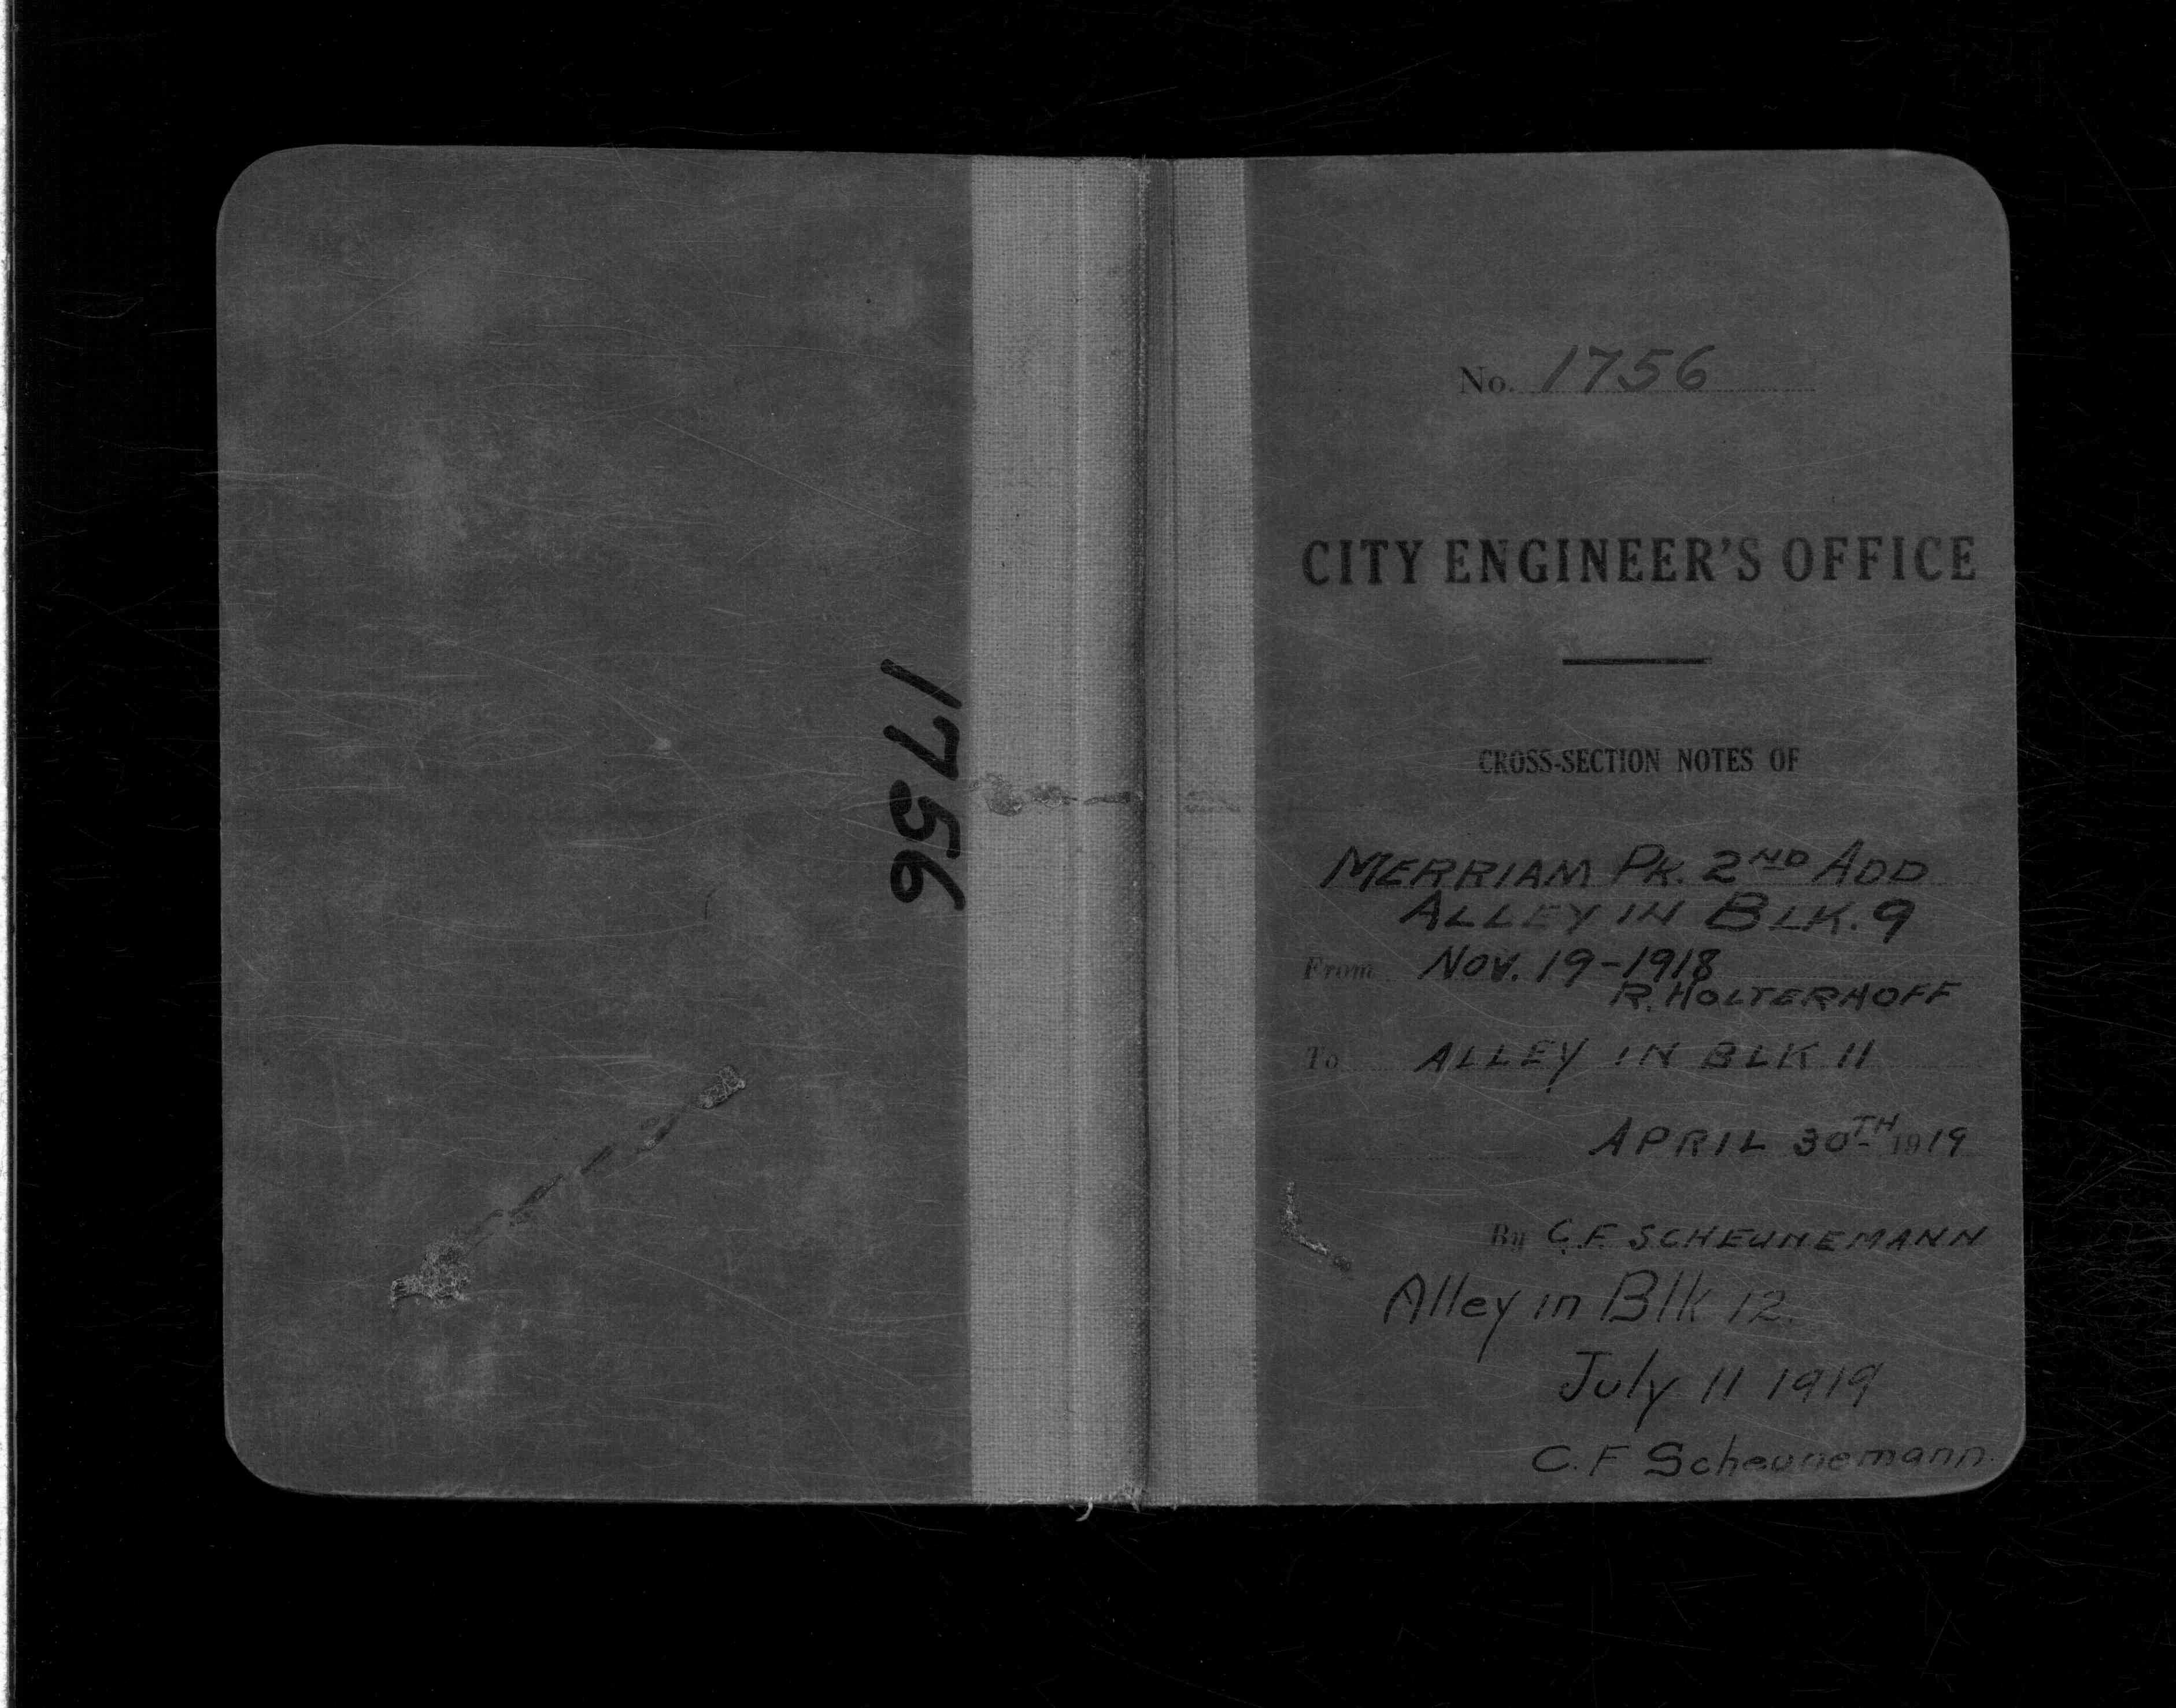 1756
No. 1756
CITY ENGINEER'S OFFICE
CROSS-SECTION NOTES OF
MERRIAM PK. 2ND ADD
ALLEY IN BLK. 9
From NOV. 19-1918
R. HOLTERHOFF
To ALLEY IN BLK 11
APRIL 30TH 1919
By C.F. SCHEUNEMANN
Alley in Blk 12.
July 11 1919
C.F Scheunemann.